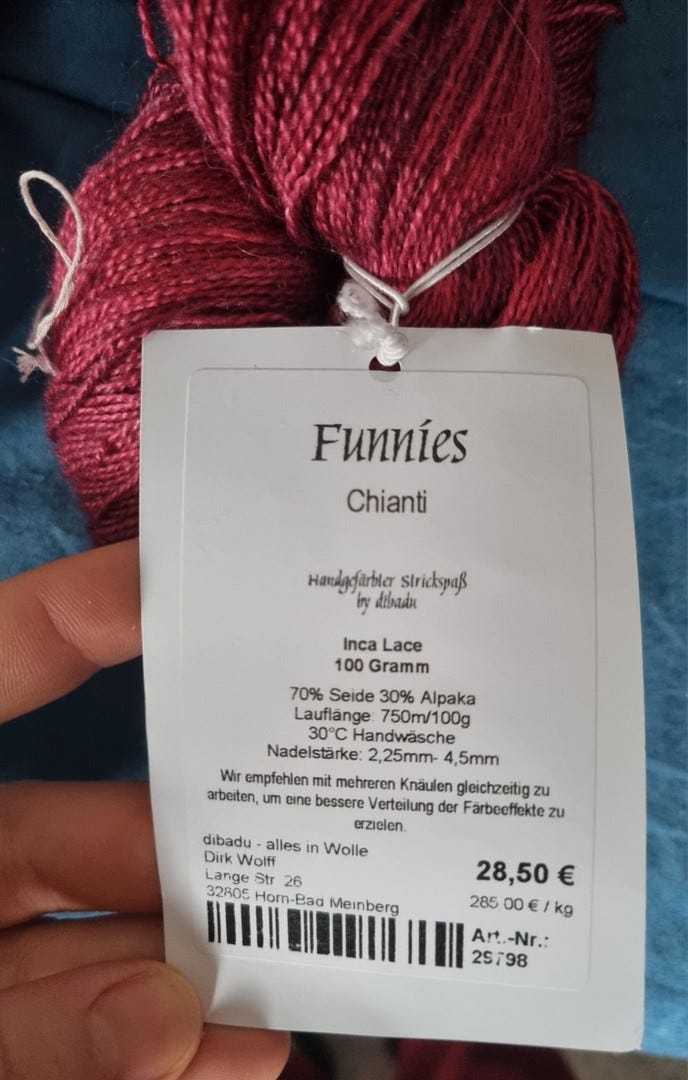 Funnies
Chianti
Handgefärbter Strickspaß
by dibadu
Inca Lace
100 Gramm
70% Seide 30% Alpaka
Lauflänge: 750m/100g
30°C Handwäsche
Nadelstärke: 2,25mm- 4,5mm
Wir empfehlen mit mehreren Knäulen gleichzeitig zu
arbeiten, um eine bessere Verteilung der Färbeeffekte zu
erzielen.
dibadu - alles in Wolle
Dirk Wolff
Lange Str 26
32805 Horn-Bad Meinberg
28,50 €
285.00 € / kg
Art.-Nr.: